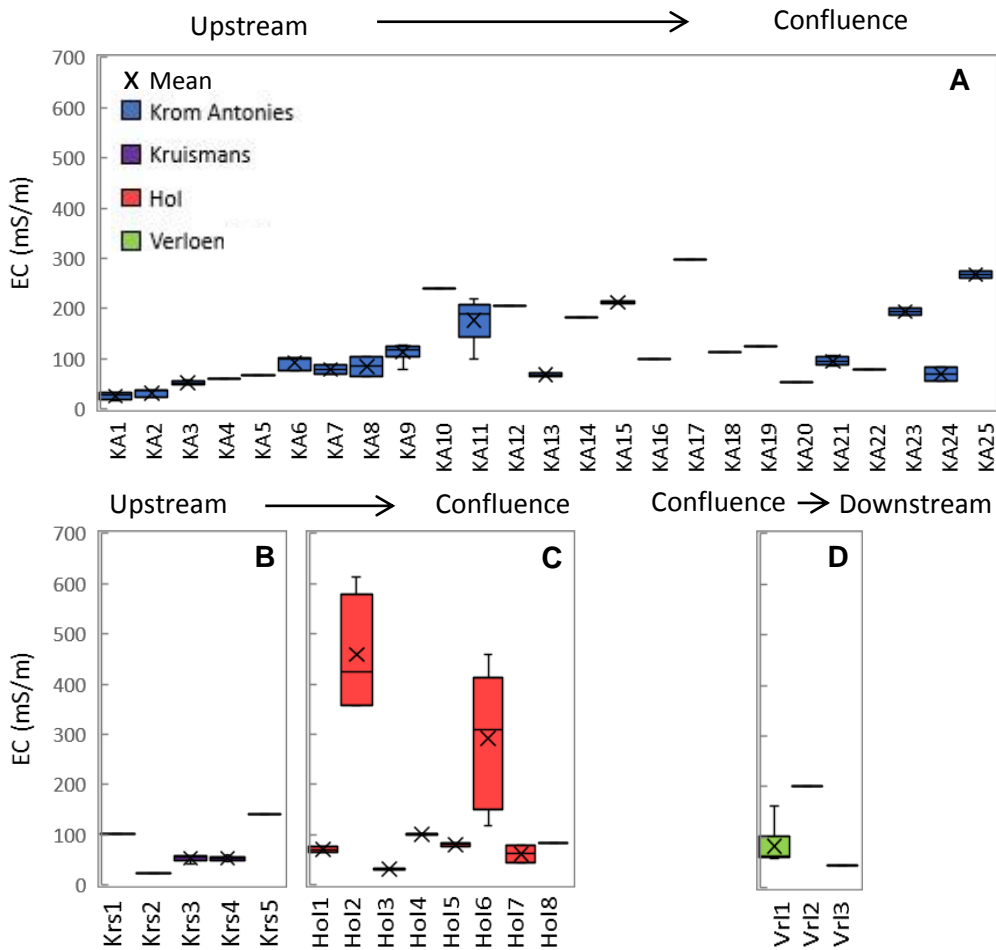 Upstream Confluence
700
600
500
400
300
200
100
0
EC (mS/m)
X Mean
Krom Antonies
Kruismans
Hol
Verloen
A
KA1 KA2 KA3 KA4 KA5 KA6 KA7 KA8 KA9 KA10 KA11 KA12 KA13 KA14 KA15 KA16 KA17 KA18 KA19 KA20 KA21 KA22 KA23 KA24 KA25
Upstream Confluence Confluence Downstream
700
600
500
400
300
200
100
0
EC (mS/m)
B
C
D
Krs1 Krs2 Krs3 Krs4 Krs5
Hol1 Hol2 Hol3 Hol4 Hol5 Hol6 Hol7 Hol8
Vrl1 Vrl2 Vrl3